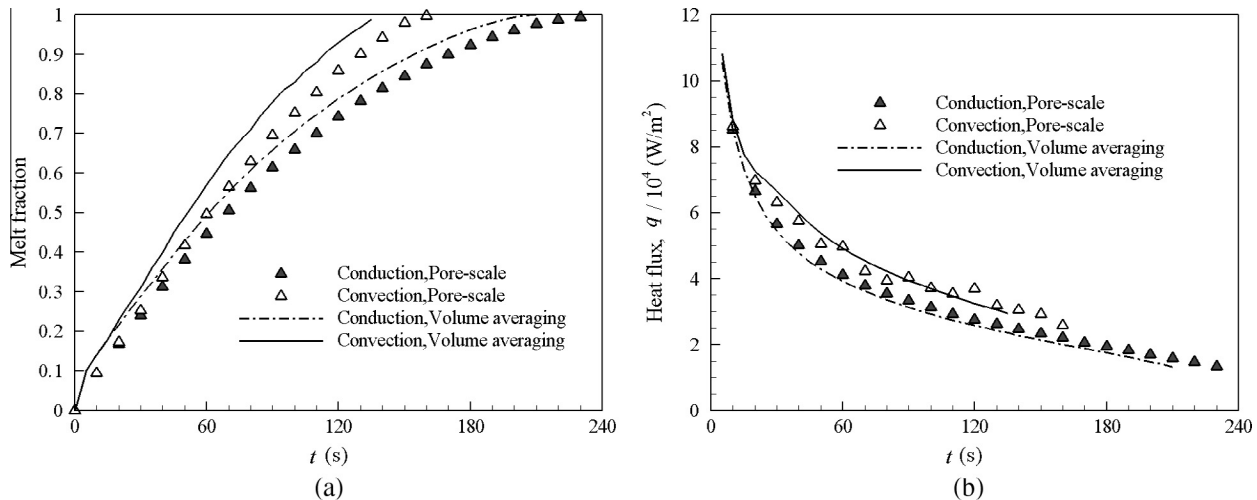 1
0.9
0.8
0.7
0.6
0.5
0.4
0.3
0.2
0.1
0
Melt fraction
Conduction,Pore-scale
Convection,Pore-scale
Conduction,Volume averaging
Convection,Volume averaging
0 60 120 180 240
t (s)
(a)
12
10
8
6
4
2
0
Heat flux, q / 10⁴ (W/m²)
Conduction,Pore-scale
Convection,Pore-scale
Conduction,Volume averaging
Convection,Volume averaging
0 60 120 180 240
t (s)
(b)